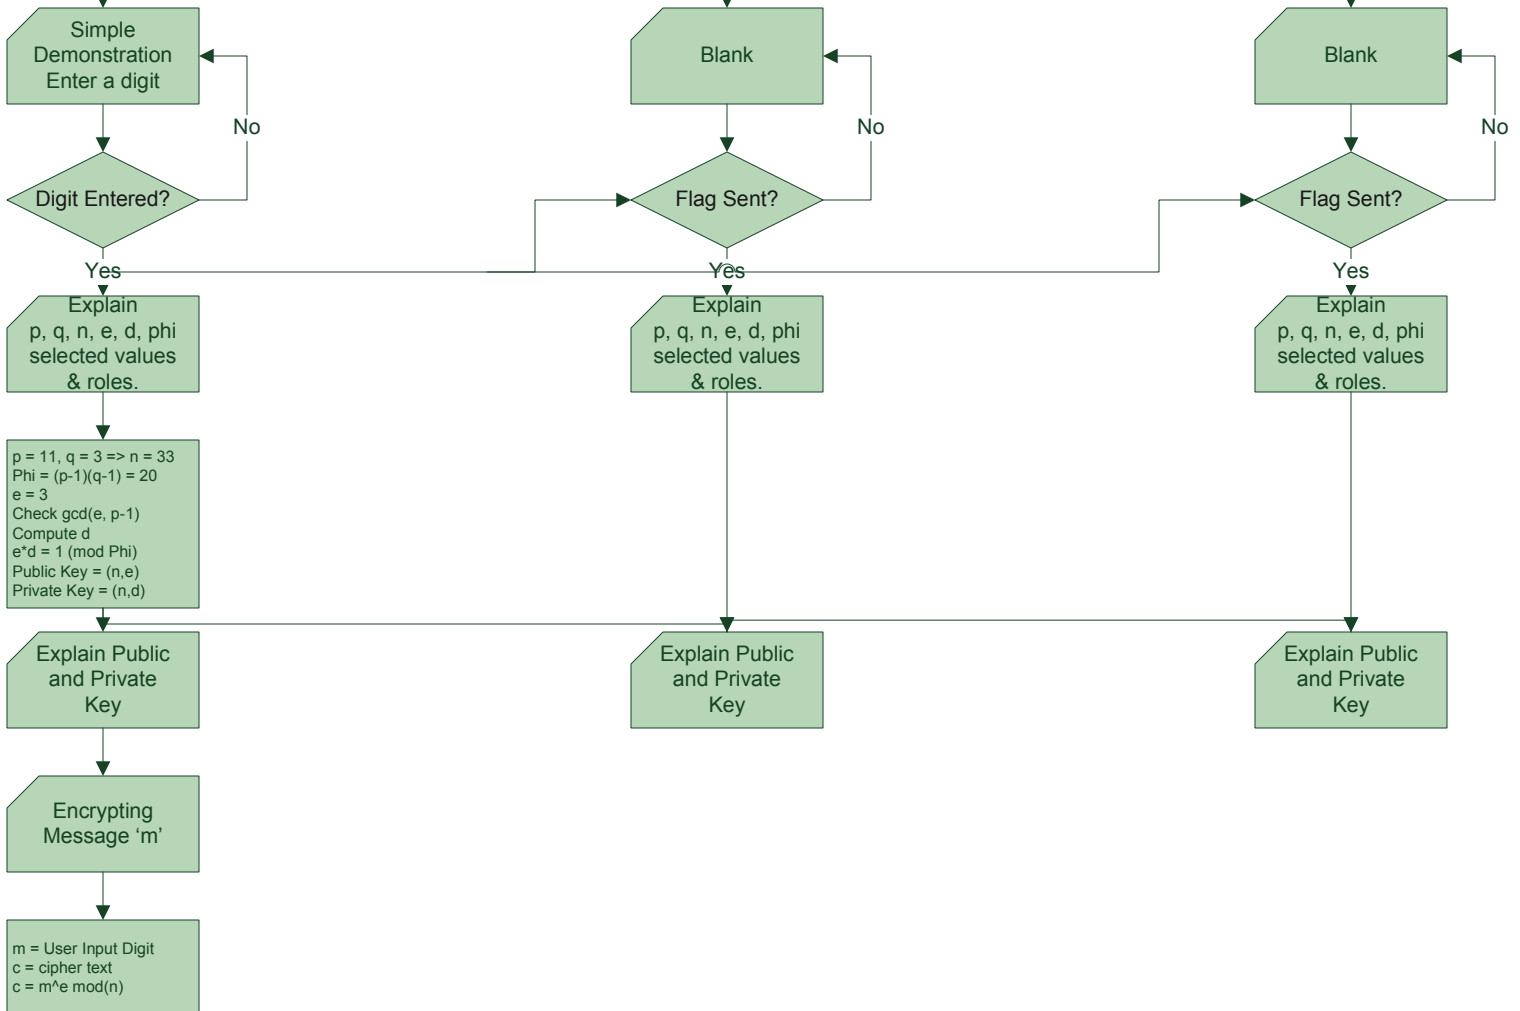 Simple
Demonstration
Enter a digit
No
Digit Entered?
Yes
Explain
p, q, n, e, d, phi
selected values
& roles.
p = 11, q = 3 => n = 33
Phi = (p-1)(q-1) = 20
e = 3
Check gcd(e, p-1)
Compute d
e*d = 1 (mod Phi)
Public Key = (n,e)
Private Key = (n,d)
Explain Public
and Private
Key
Encrypting
Message ‘m’
m = User Input Digit
c = cipher text
c = m^e mod(n)
Blank
No
Flag Sent?
Yes
Explain
p, q, n, e, d, phi
selected values
& roles.
Explain Public
and Private
Key
Blank
No
Flag Sent?
Yes
Explain
p, q, n, e, d, phi
selected values
& roles.
Explain Public
and Private
Key